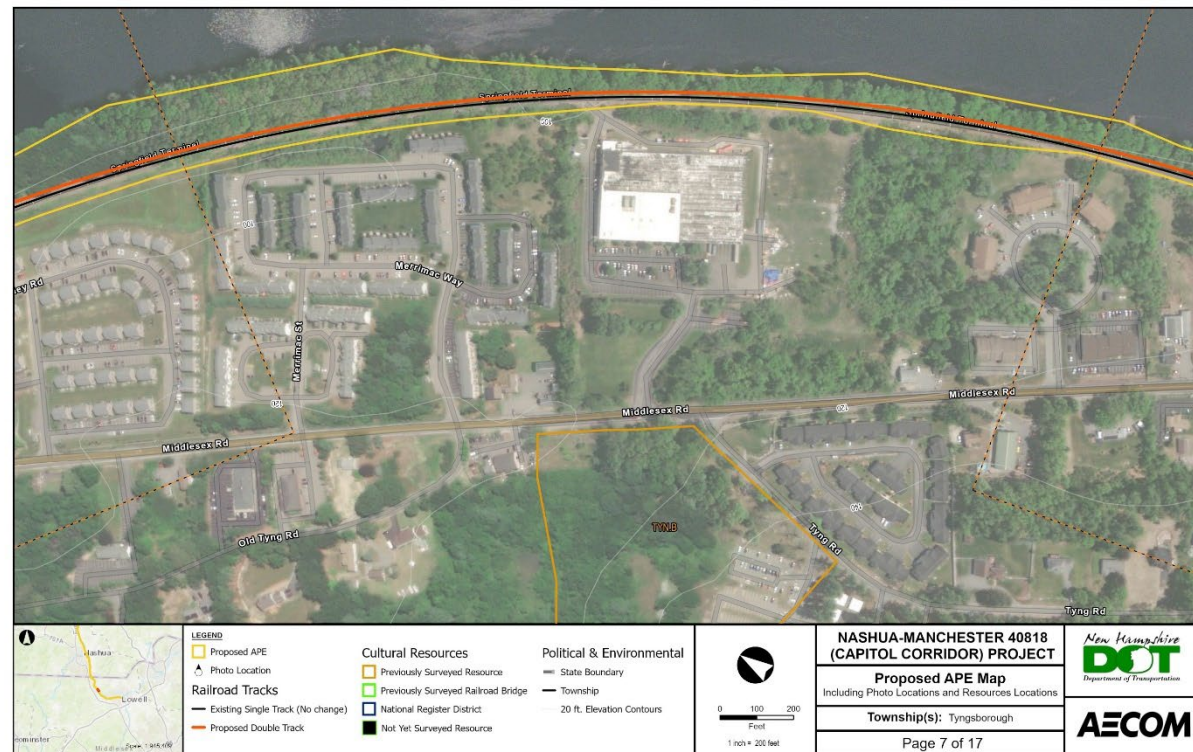 Springfield Terminal
Springfield Terminal
105
Merrimac Way
Merrimac St
120
Middlesex Rd
Middlesex Rd
Middlesex Rd
Middlesex Rd
Old Tyng Rd
TYN.B
140
Tyng Rd
Tyng Rd
Nashua
Lowell
LEGEND
Proposed APE
Photo Location
Railroad Tracks
Existing Single Track (No change)
Proposed Double Track
Cultural Resources
Previously Surveyed Resource
Previously Surveyed Railroad Bridge
National Register District
Not Yet Surveyed Resource
Political & Environmental
State Boundary
Township
20 ft. Elevation Contours
0 100 200
Feet
1 inch = 200 feet
NASHUA-MANCHESTER 40818
(CAPITOL CORRIDOR) PROJECT
Proposed APE Map
Including Photo Locations and Resources Locations
Township(s): Tyngsborough
Page 7 of 17
New Hampshire
DOT
Department of Transportation
AECOM